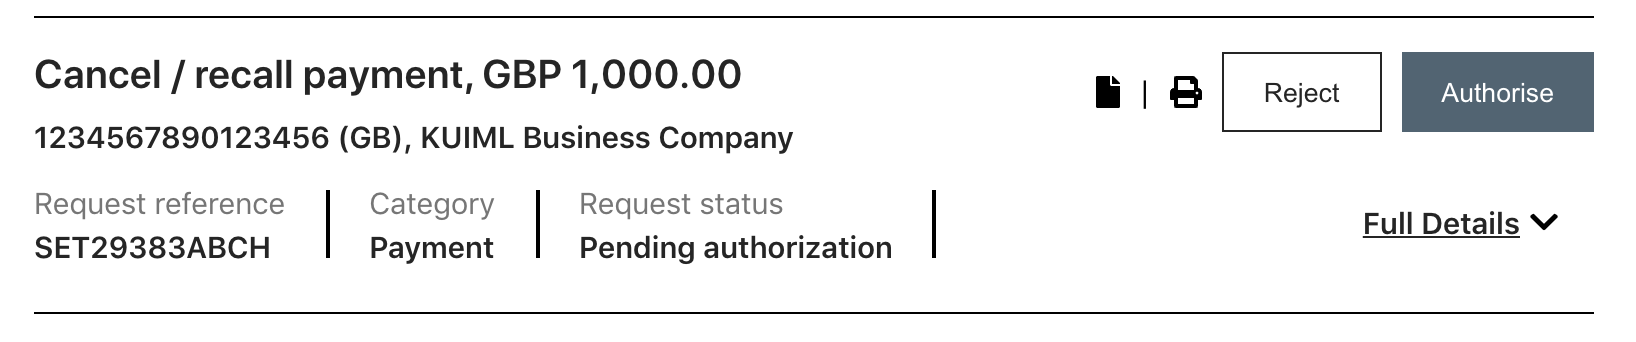 Cancel / recall payment, GBP 1,000.00
| Reject Authorise
1234567890123456 (GB), KUIML Business Company
Request reference Category Request status
SET29383ABCH Payment Pending authorization
Full Details